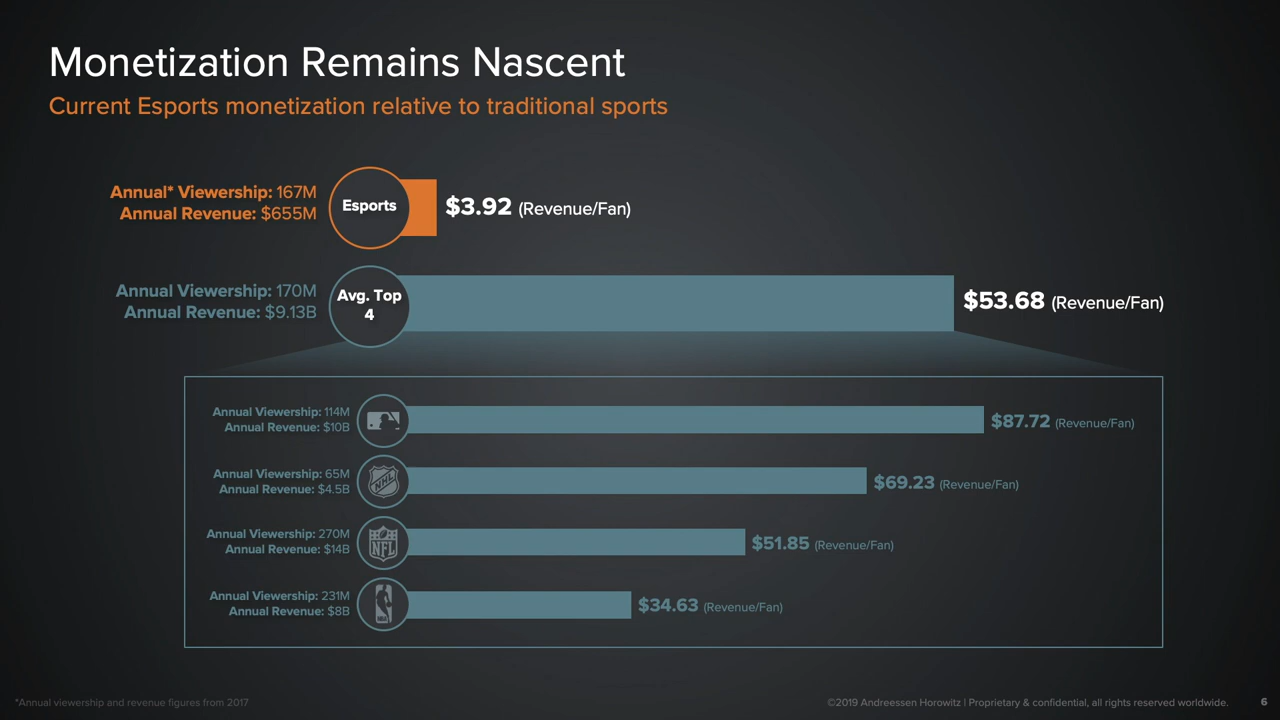 Monetization Remains Nascent
Current Esports monetization relative to traditional sports
Annual* Viewership: 167M
Annual Revenue: $655M
Esports
$3.92 (Revenue/Fan)
Annual Viewership: 170M
Annual Revenue: $9.13B
Avg. Top
4
$53.68 (Revenue/Fan)
Annual Viewership: 114M
Annual Revenue: $10B
$87.72 (Revenue/Fan)
Annual Viewership: 65M
Annual Revenue: $4.5B
NHL
$69.23 (Revenue/Fan)
Annual Viewership: 270M
Annual Revenue: $14B
NFL
$51.85 (Revenue/Fan)
Annual Viewership: 231M
Annual Revenue: $8B
NBA
$34.63 (Revenue/Fan)
*Annual viewership and revenue figures from 2017
©2019 Andreessen Horowitz | Proprietary & confidential, all rights reserved worldwide.
6